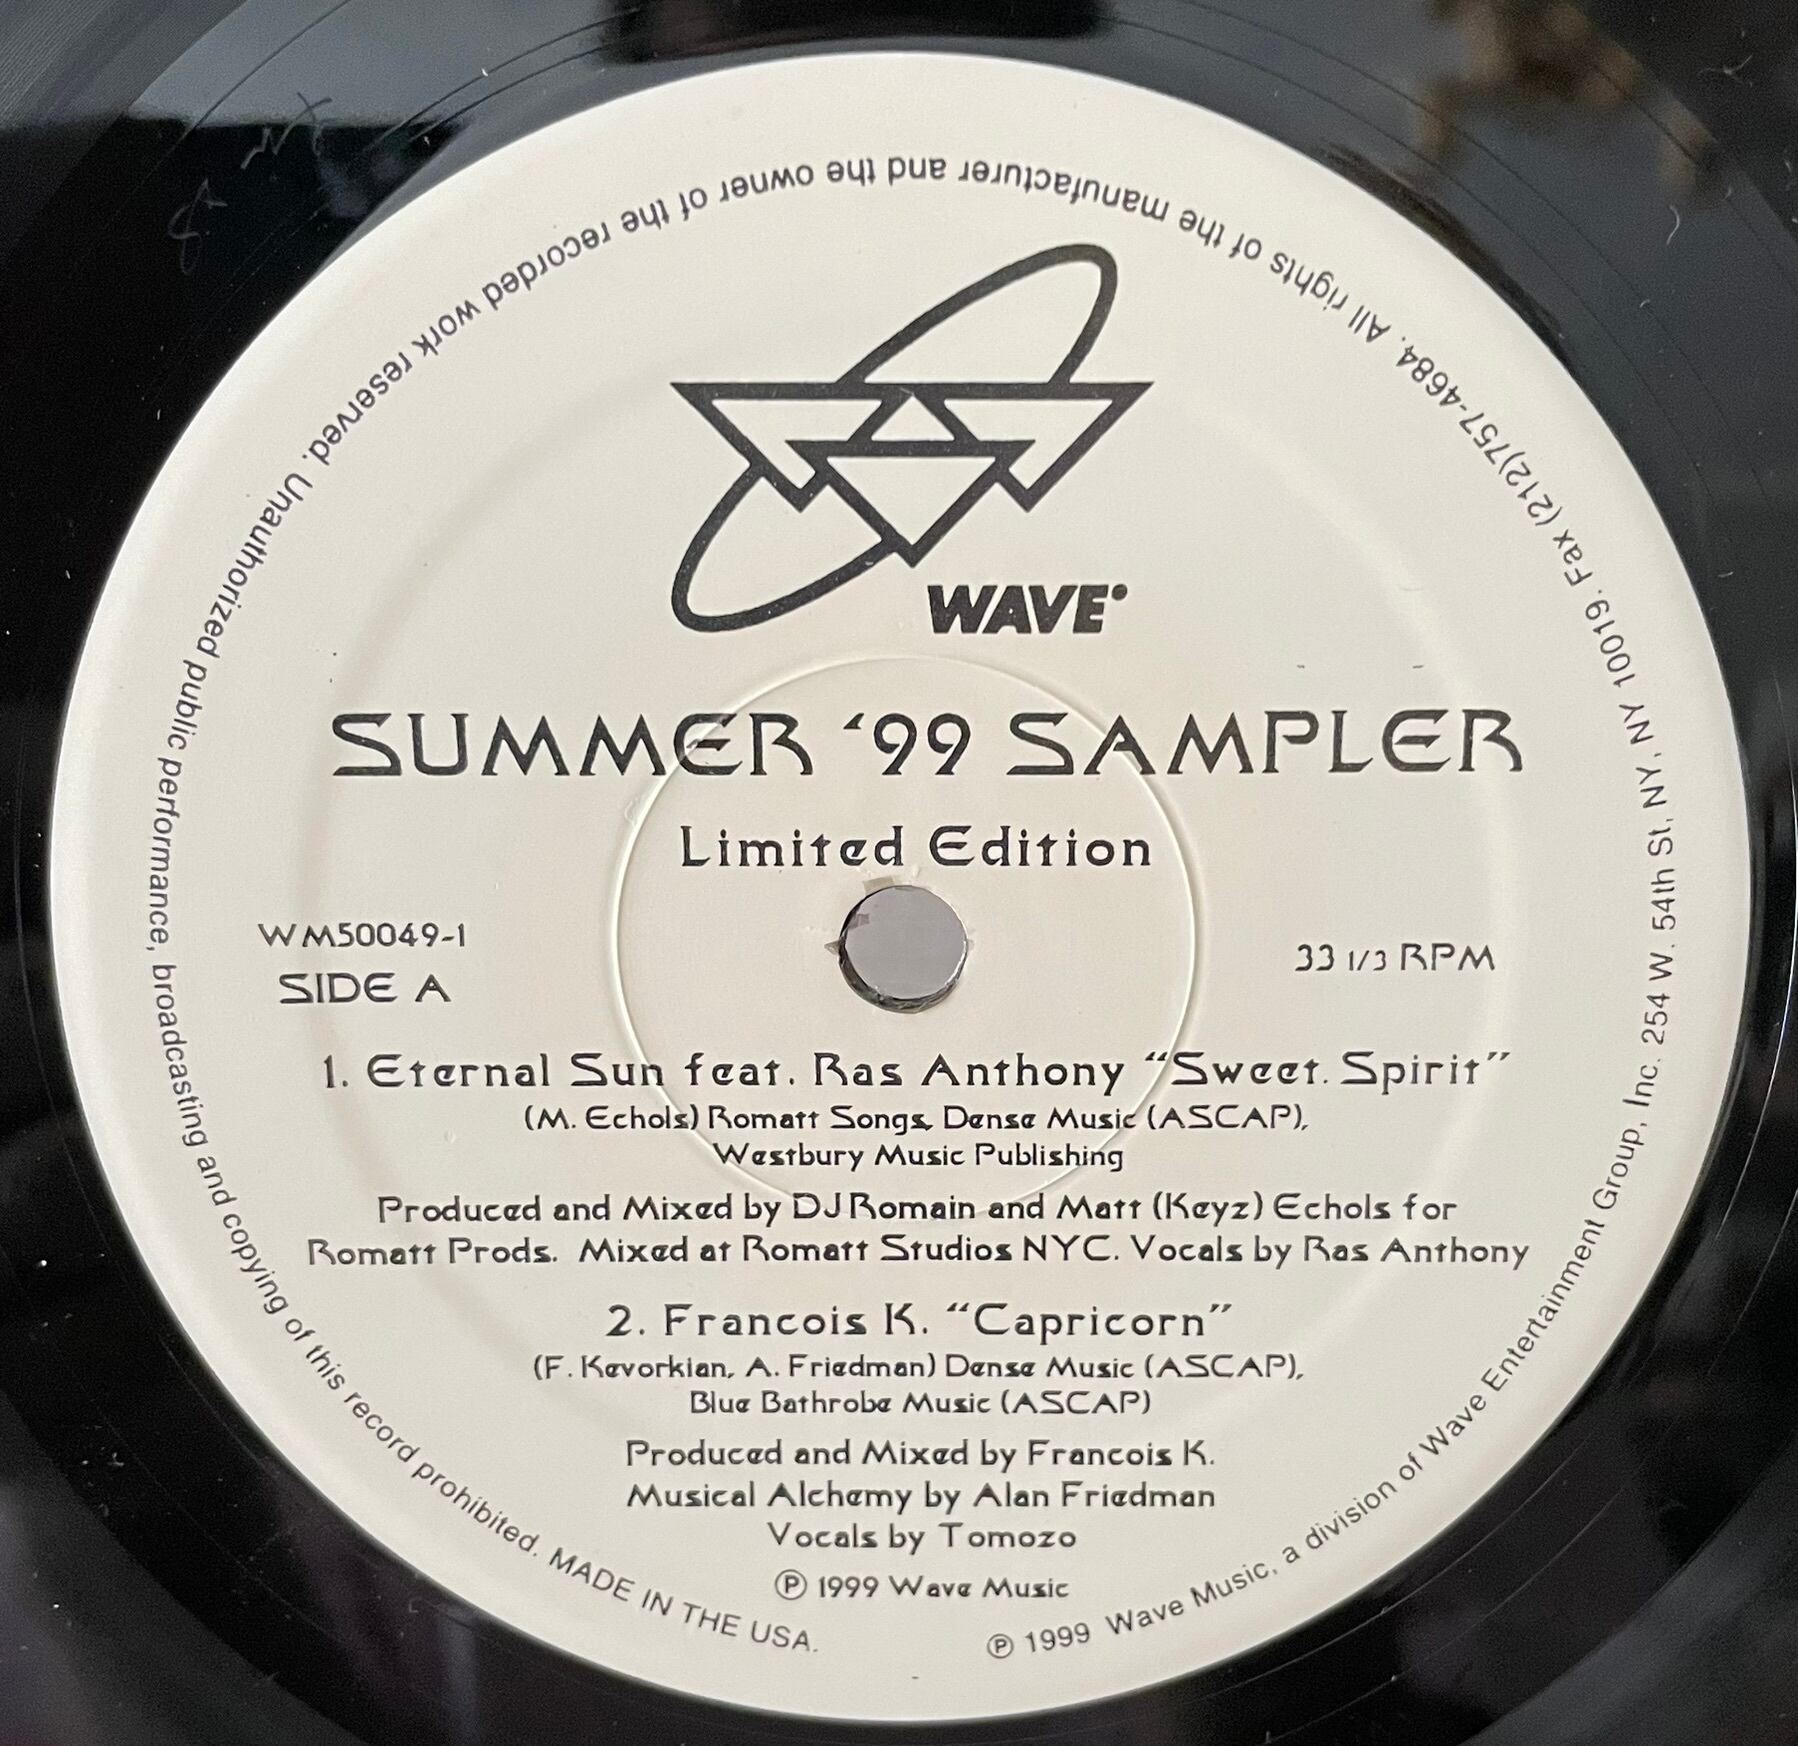 WAVE
SUMMER '99 SAMPLER
Limited Edition
WM50049-1
SIDE A
33 1/3 RPM
1. Eternal Sun feat. Ras Anthony “Sweet. Spirit”
(M. Echols) Romatt Songs, Dense Music (ASCAP),
Westbury Music Publishing
Produced and Mixed by DJ Romain and Matt (Keyz) Echols for
Romatt Prods. Mixed at Romatt Studios NYC. Vocals by Ras Anthony
2. Francois K. “Capricorn”
(F. Kevorkian, A. Friedman) Dense Music (ASCAP),
Blue Bathrobe Music (ASCAP)
Produced and Mixed by Francois K.
Musical Alchemy by Alan Friedman
Vocals by Tomozo
℗ 1999 Wave Music
℗ 1999 Wave Music, a division of Wave Entertainment Group, Inc. 254 W. 54th St, NY, NY 10019. Fax (212)757-4684. All rights of the manufacturer and the owner of the recorded work reserved. Unauthorized public performance, broadcasting and copying of this record prohibited. MADE IN THE USA.